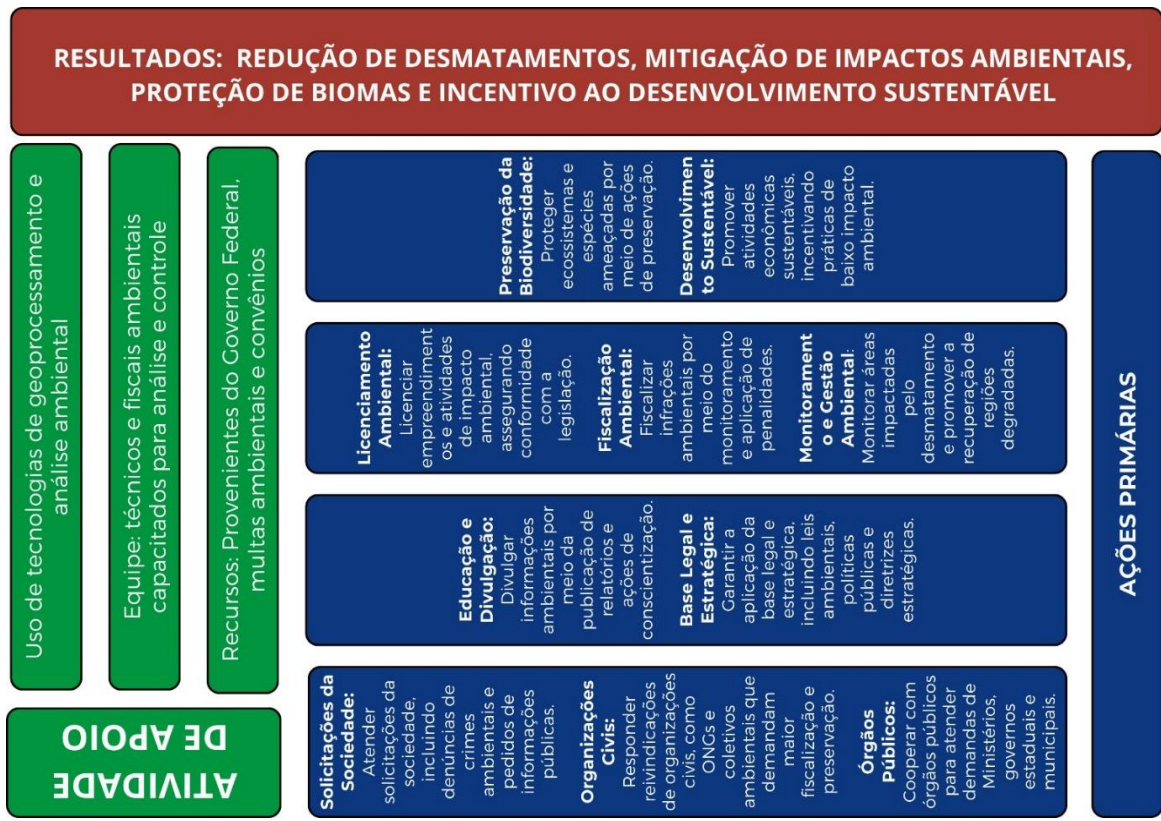 RESULTADOS: REDUÇÃO DE DESMATAMENTOS, MITIGAÇÃO DE IMPACTOS AMBIENTAIS,
PROTEÇÃO DE BIOMAS E INCENTIVO AO DESENVOLVIMENTO SUSTENTÁVEL
ATIVIDADE
DE APOIO
Uso de tecnologias de geoprocessamento e
análise ambiental
Equipe: técnicos e fiscais ambientais
capacitados para análise e controle
Recursos: Provenientes do Governo Federal,
multas ambientais e convênios
Solicitações da
Sociedade:
Atender
solicitações da
sociedade,
incluindo
denúncias de
crimes
ambientais e
pedidos de
informações
públicas.
Organizações
Civis:
Responder
reivindicações
de organizações
civis, como
ONGs e
coletivos
ambientais que
demandam
maior
fiscalização e
preservação.
Órgãos
Públicos:
Cooperar com
órgãos públicos
para atender
demandas de
Ministérios,
governos
estaduais e
municipais.
Educação e
Divulgação:
Divulgar
informações
ambientais por
meio da
publicação de
relatórios e
ações de
conscientização.
Base Legal e
Estratégica:
Garantir a
aplicação da
base legal e
estratégica,
incluindo leis
ambientais,
políticas
públicas e
diretrizes
estratégicas.
Licenciamento
Ambiental:
Licenciar
empreendiment
os e atividades
de impacto
ambiental,
assegurando
conformidade
com a
legislação.
Fiscalização
Ambiental:
Fiscalizar
infrações
ambientais por
meio do
monitoramento
e aplicação de
penalidades.
Monitorament
o e Gestão
Ambiental:
Monitorar áreas
impactadas
pelo
desmatamento
e promover a
recuperação de
regiões
degradadas.
Preservação da
Biodiversidade:
Proteger
ecossistemas e
espécies
ameaçadas por
meio de ações
de preservação.
Desenvolvimen
to Sustentável:
Promover
atividades
econômicas
sustentáveis,
incentivando
práticas de
baixo impacto
ambiental.
AÇÕES PRIMÁRIAS